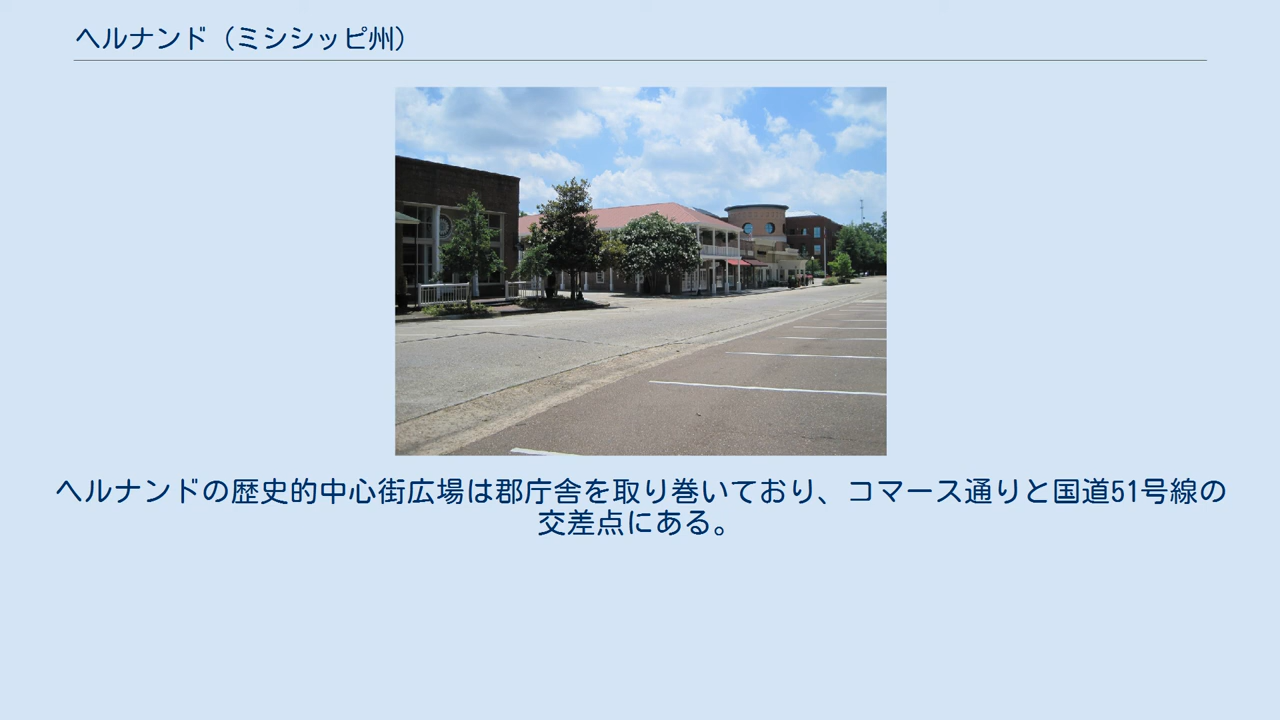 ヘルナンド（ミシシッピ州）
ヘルナンドの歴史的中心街広場は郡庁舎を取り巻いており、コマース通りと国道51号線の
交差点にある。